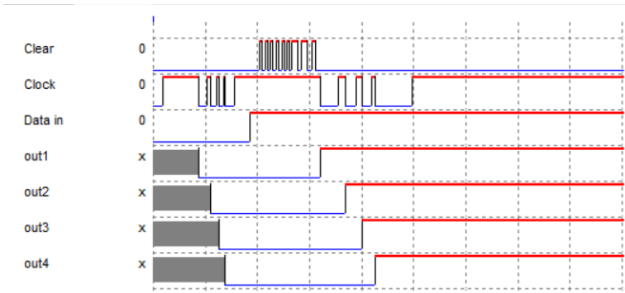 Clear 0
Clock 0
Data in 0
out1 x
out2 x
out3 x
out4 x